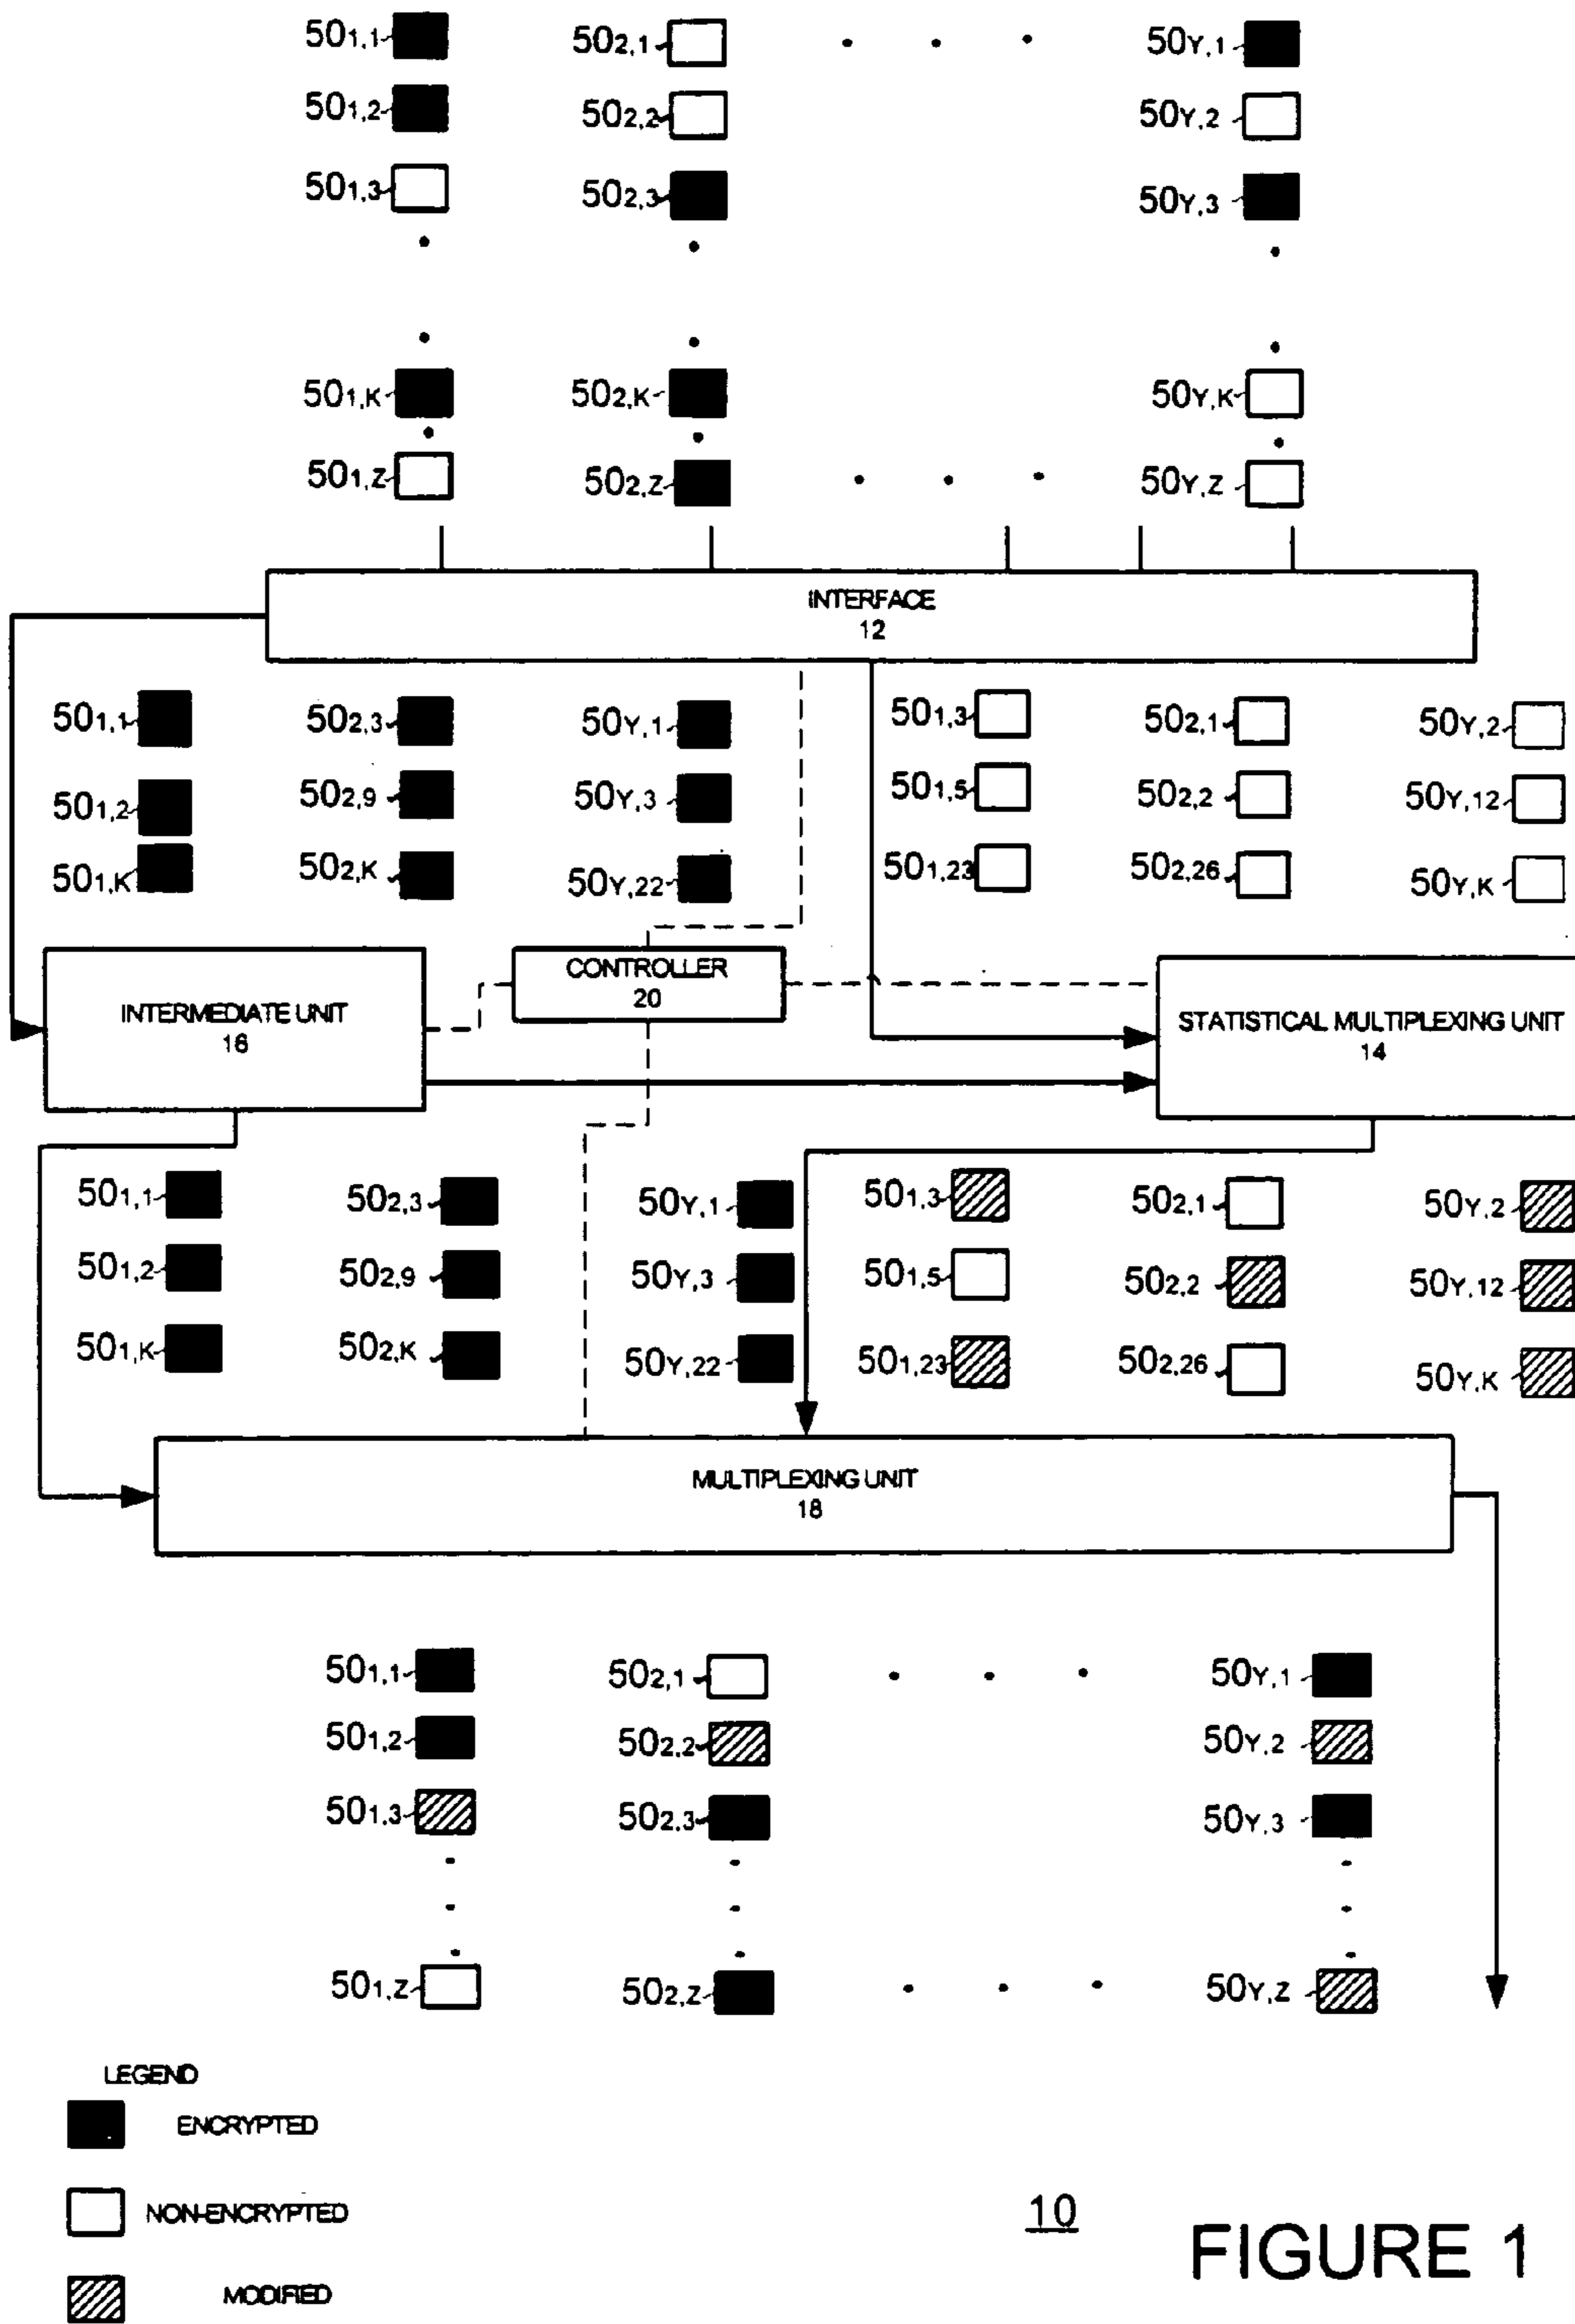 501,1 502,1 . . . 50Y,1
501,2 502,2 50Y,2
501,3 502,3 50Y,3
501,K 502,K 50Y,K
501,Z 502,Z . . . 50Y,Z
INTERFACE
12
501,1 502,3 50Y,1 501,3 502,1 50Y,2
501,2 502,9 50Y,3 501,5 502,2 50Y,12
501,K 502,K 50Y,22 501,23 502,26 50Y,K
INTERMEDIATE UNIT
16
CONTROLLER
20
STATISTICAL MULTIPLEXING UNIT
14
501,1 502,3 50Y,1 501,3 502,1 50Y,2
501,2 502,9 50Y,3 501,5 502,2 50Y,12
501,K 502,K 50Y,22 501,23 502,26 50Y,K
MULTIPLEXING UNIT
18
501,1 502,1 . . . 50Y,1
501,2 502,2 50Y,2
501,3 502,3 50Y,3
501,Z 502,Z . . . 50Y,Z
LEGEND
ENCRYPTED
NON-ENCRYPTED
MODIFIED
10
FIGURE 1